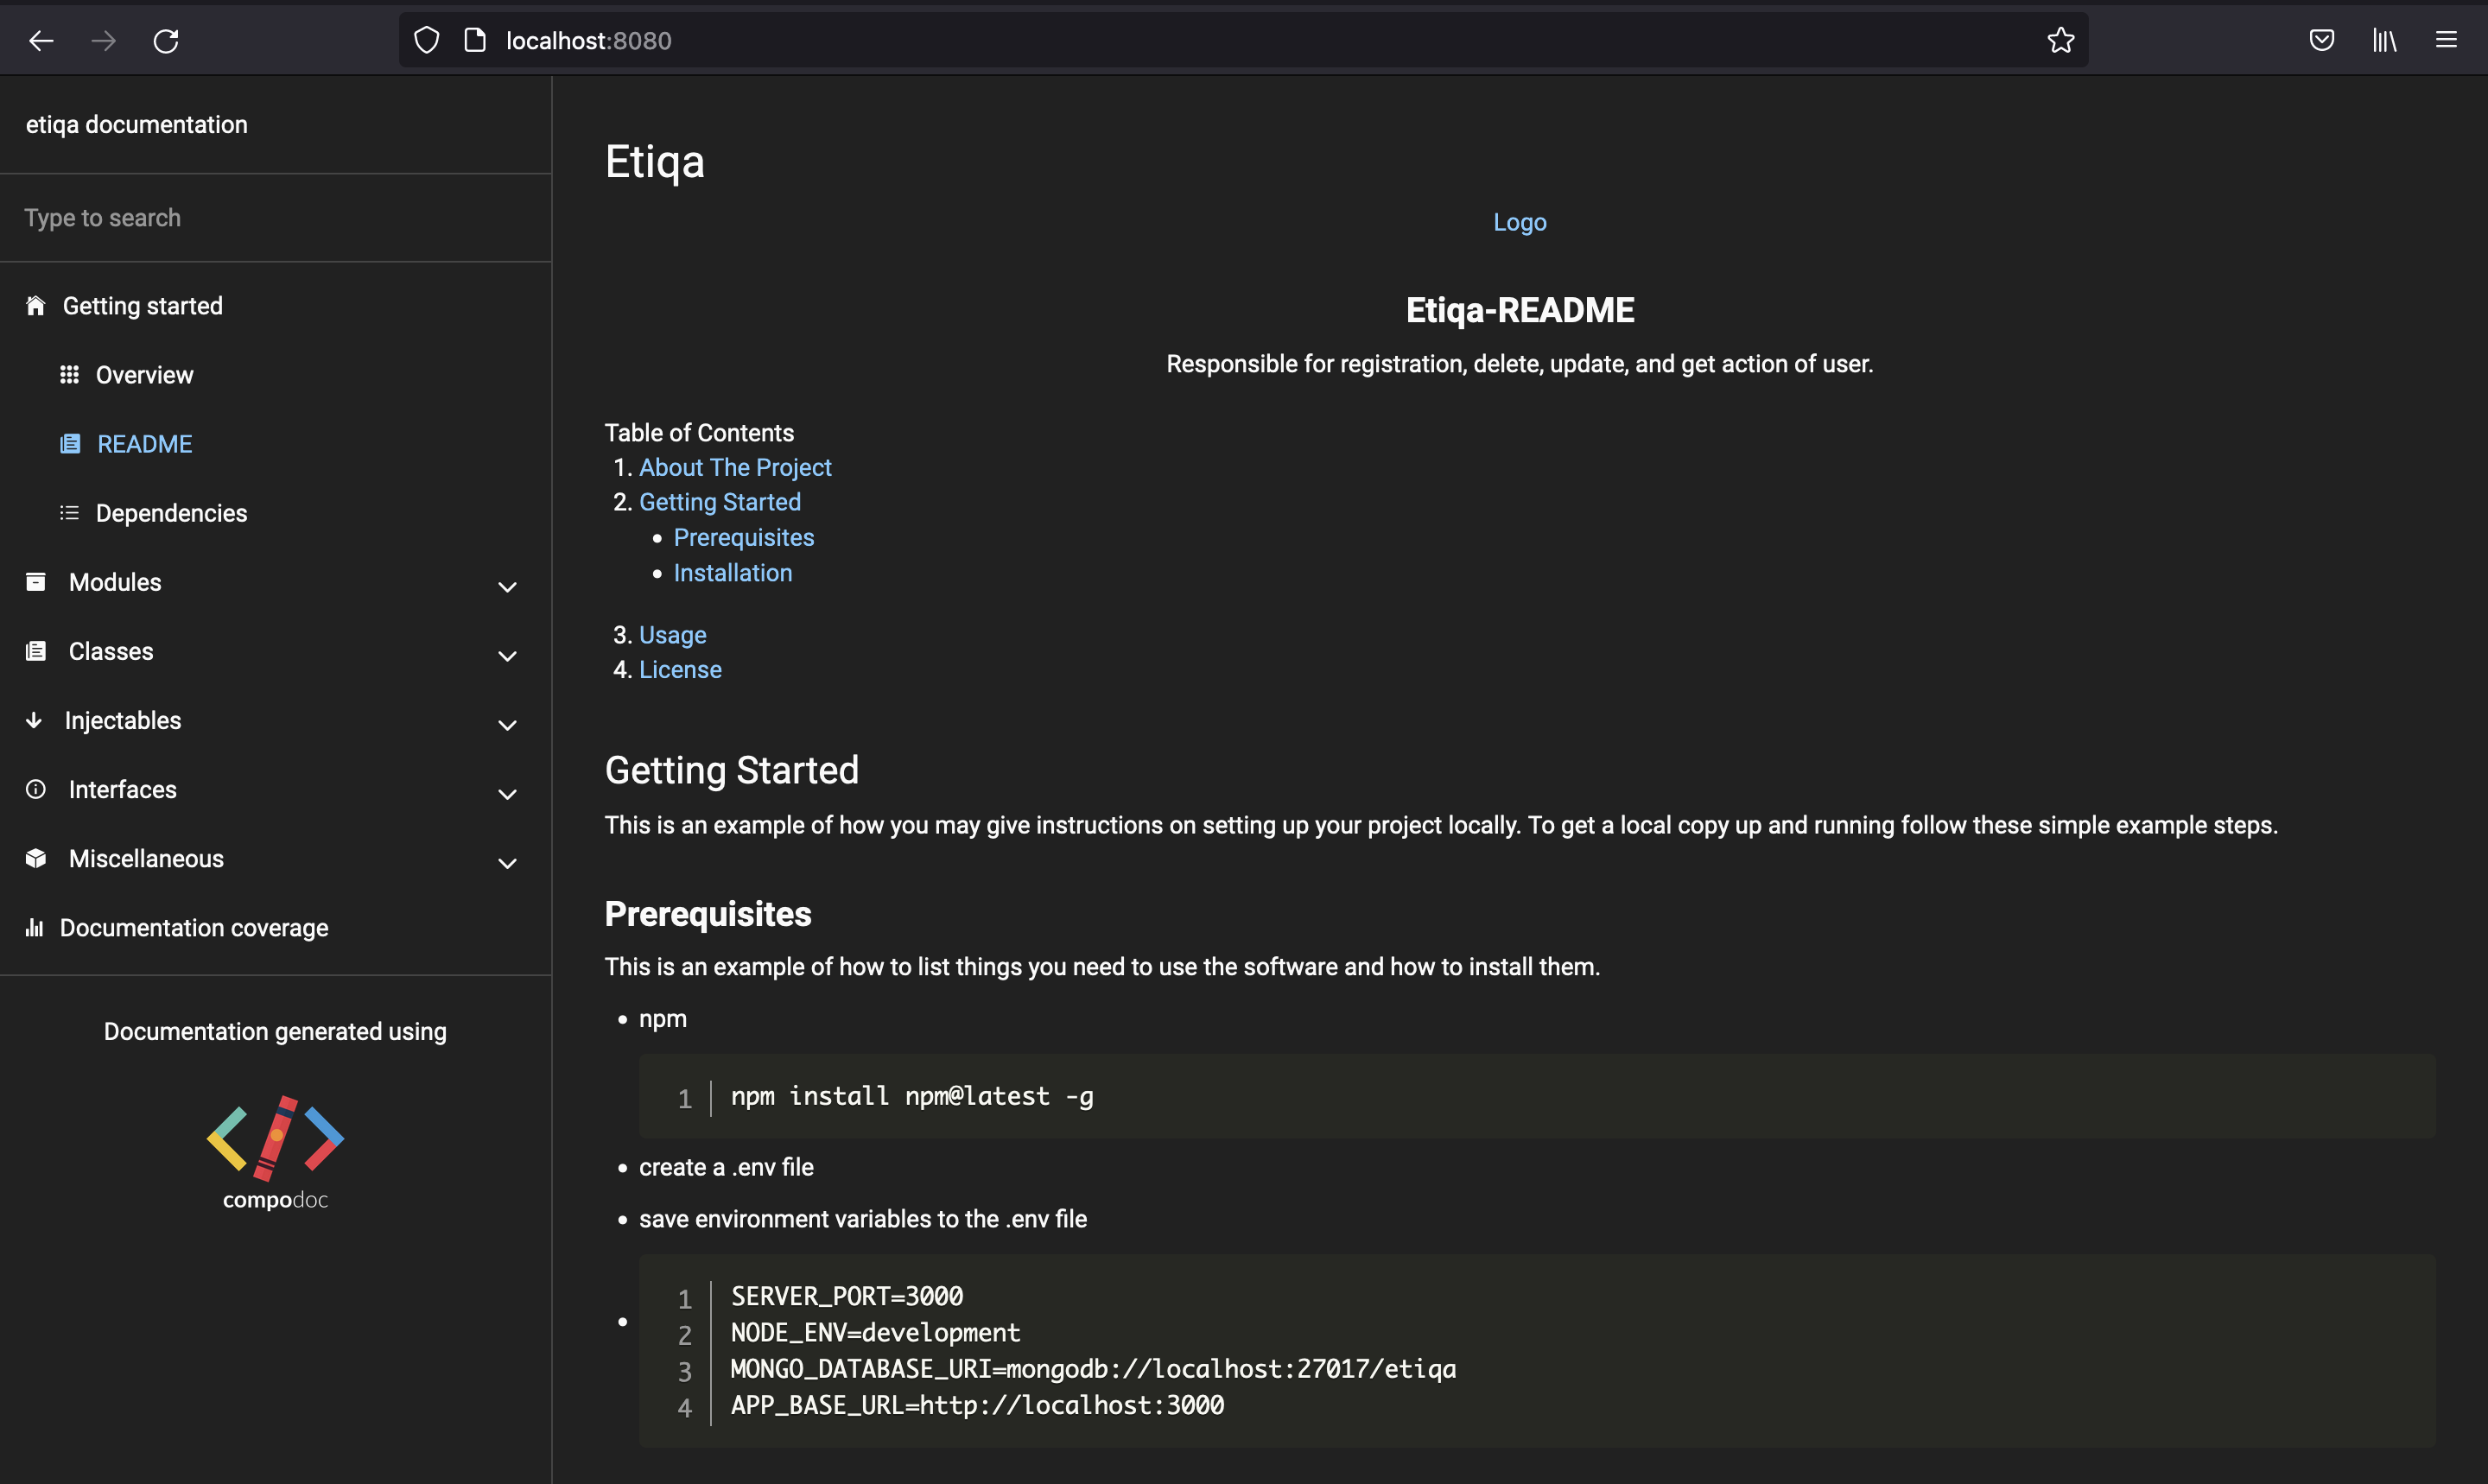 localhost:8080
etiqa documentation
Type to search
Getting started
Overview
README
Dependencies
Modules
Classes
Injectables
Interfaces
Miscellaneous
Documentation coverage
Documentation generated using
compodoc
Etiqa
Logo
Etiqa-README
Responsible for registration, delete, update, and get action of user.
Table of Contents
1. About The Project
2. Getting Started
• Prerequisites
• Installation
3. Usage
4. License
Getting Started
This is an example of how you may give instructions on setting up your project locally. To get a local copy up and running follow these simple example steps.
Prerequisites
This is an example of how to list things you need to use the software and how to install them.
• npm
1 npm install npm@latest -g
• create a .env file
• save environment variables to the .env file
1 SERVER_PORT=3000
2 NODE_ENV=development
3 MONGO_DATABASE_URI=mongodb://localhost:27017/etiqa
4 APP_BASE_URL=http://localhost:3000